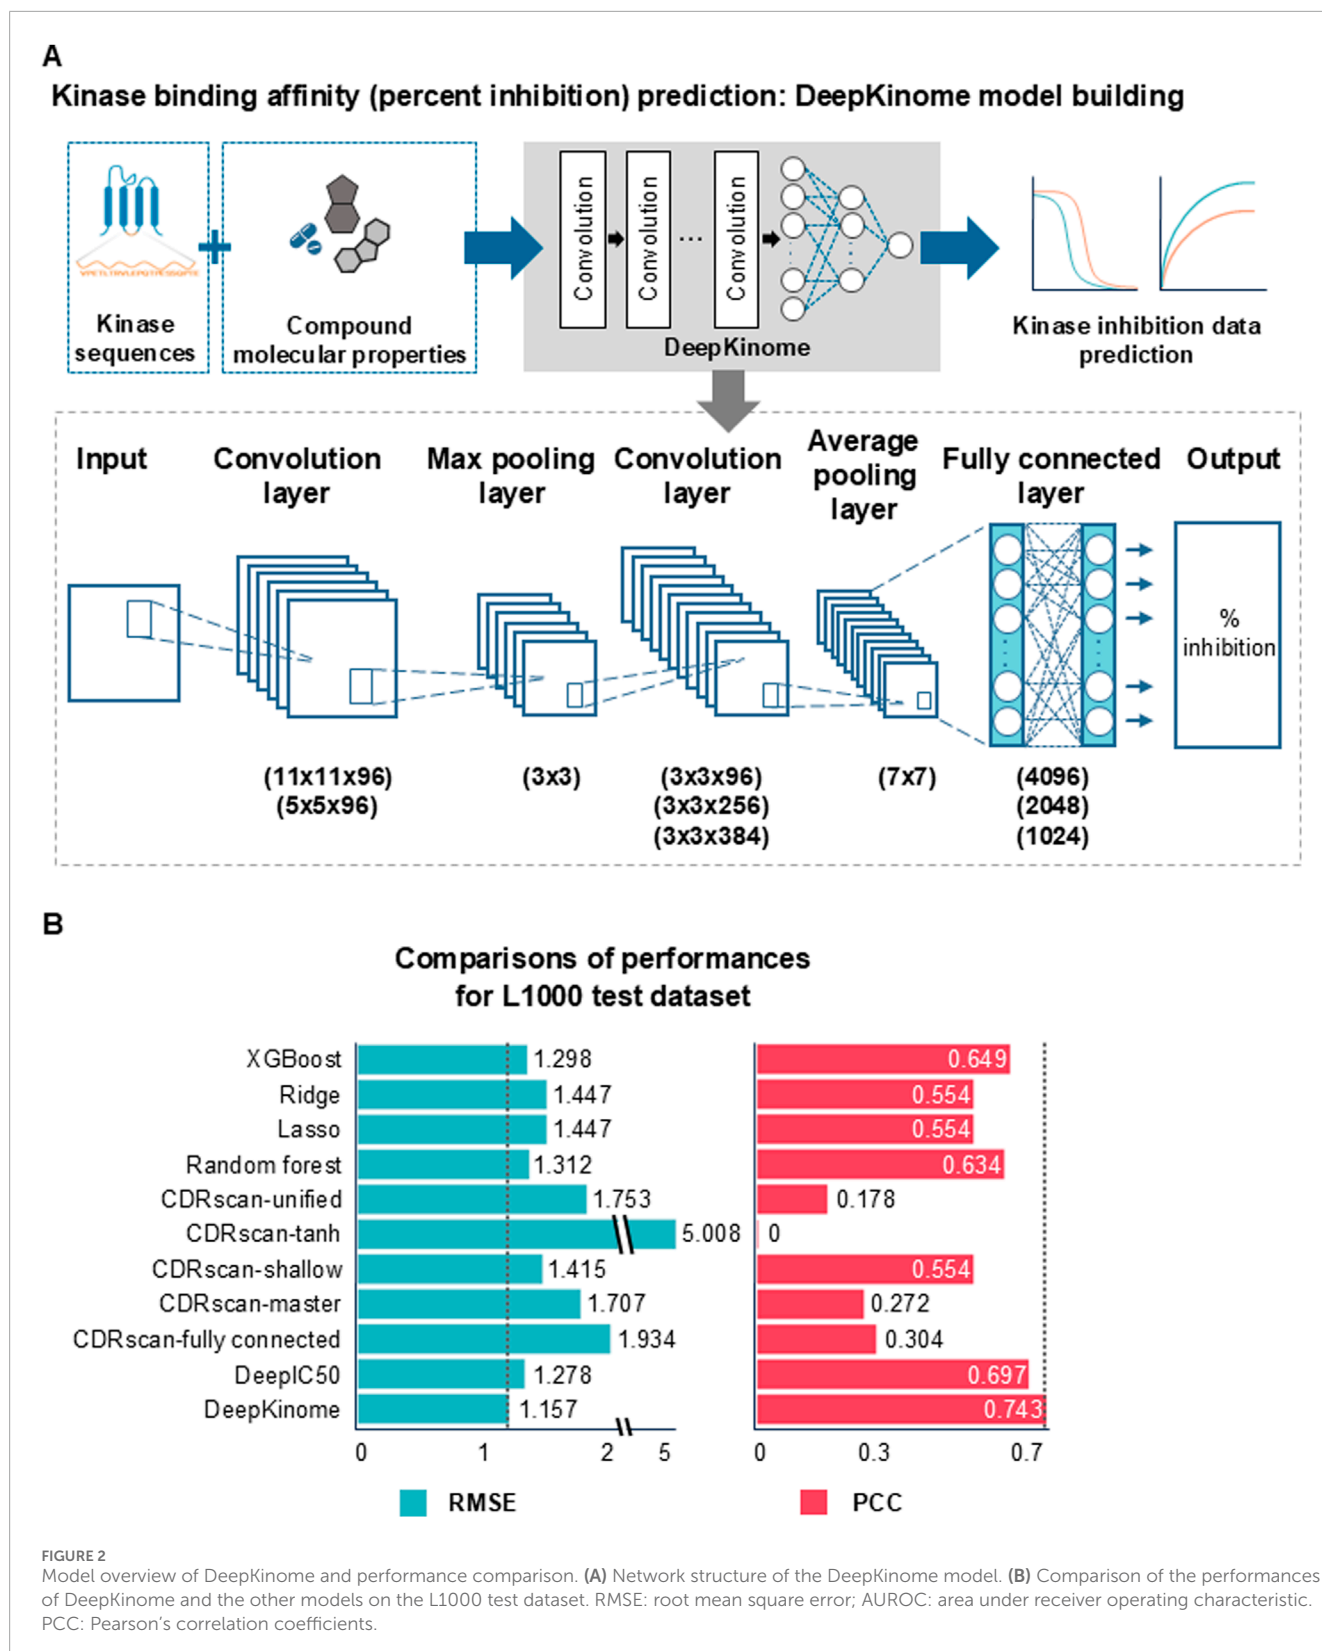 A
Kinase binding affinity (percent inhibition) prediction: DeepKinome model building
Kinase
sequences
Compound
molecular properties
Convolution
Convolution
...
Convolution
DeepKinome
Kinase inhibition data
prediction
Input
Convolution
layer
Max pooling
layer
Convolution
layer
Average
pooling
layer
Fully connected
layer
Output
%
inhibition
(11x11x96)
(5x5x96)
(3x3)
(3x3x96)
(3x3x256)
(3x3x384)
(7x7)
(4096)
(2048)
(1024)
B
Comparisons of performances
for L1000 test dataset
XGBoost 1.298 0.649
Ridge 1.447 0.554
Lasso 1.447 0.554
Random forest 1.312 0.634
CDRscan-unified 1.753 0.178
CDRscan-tanh 5.008 0
CDRscan-shallow 1.415 0.554
CDRscan-master 1.707 0.272
CDRscan-fully connected 1.934 0.304
DeepIC50 1.278 0.697
DeepKinome 1.157 0.743
0 1 2 5 0 0.3 0.7
RMSE PCC
FIGURE 2
Model overview of DeepKinome and performance comparison. (A) Network structure of the DeepKinome model. (B) Comparison of the performances
of DeepKinome and the other models on the L1000 test dataset. RMSE: root mean square error; AUROC: area under receiver operating characteristic.
PCC: Pearson's correlation coefficients.